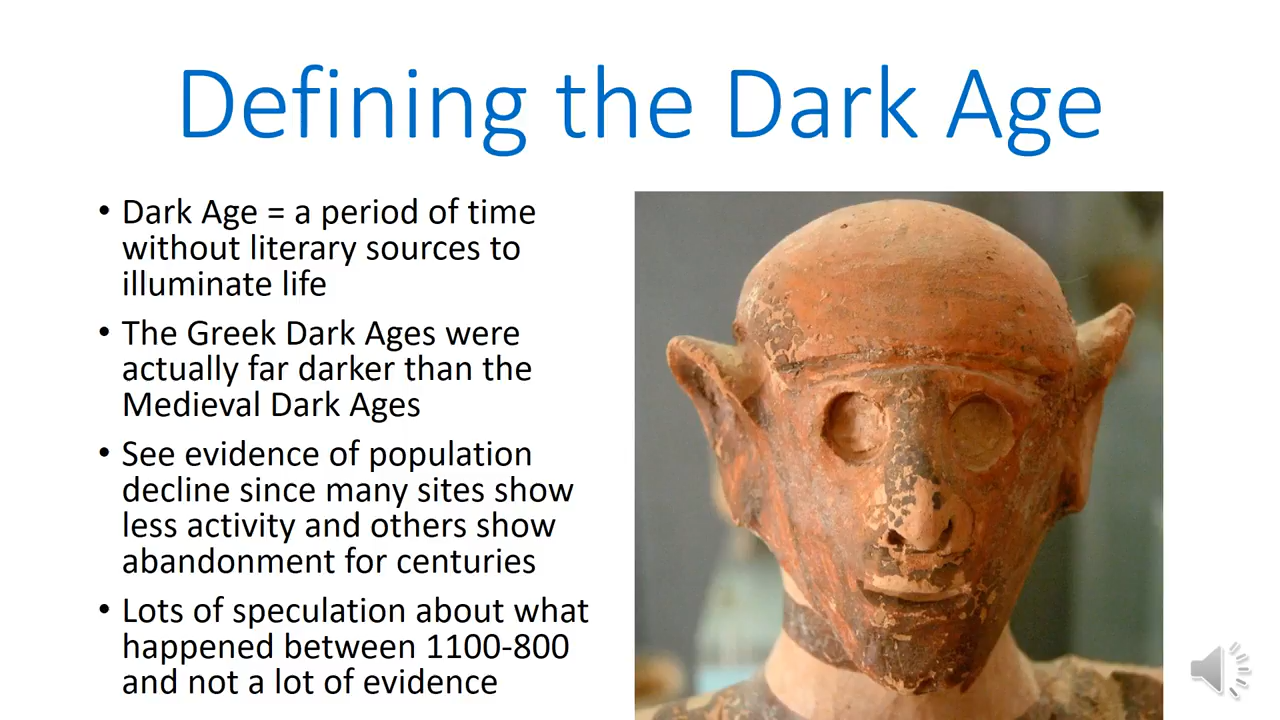 Defining the Dark Age
• Dark Age = a period of time
without literary sources to
illuminate life
• The Greek Dark Ages were
actually far darker than the
Medieval Dark Ages
• See evidence of population
decline since many sites show
less activity and others show
abandonment for centuries
• Lots of speculation about what
happened between 1100-800
and not a lot of evidence